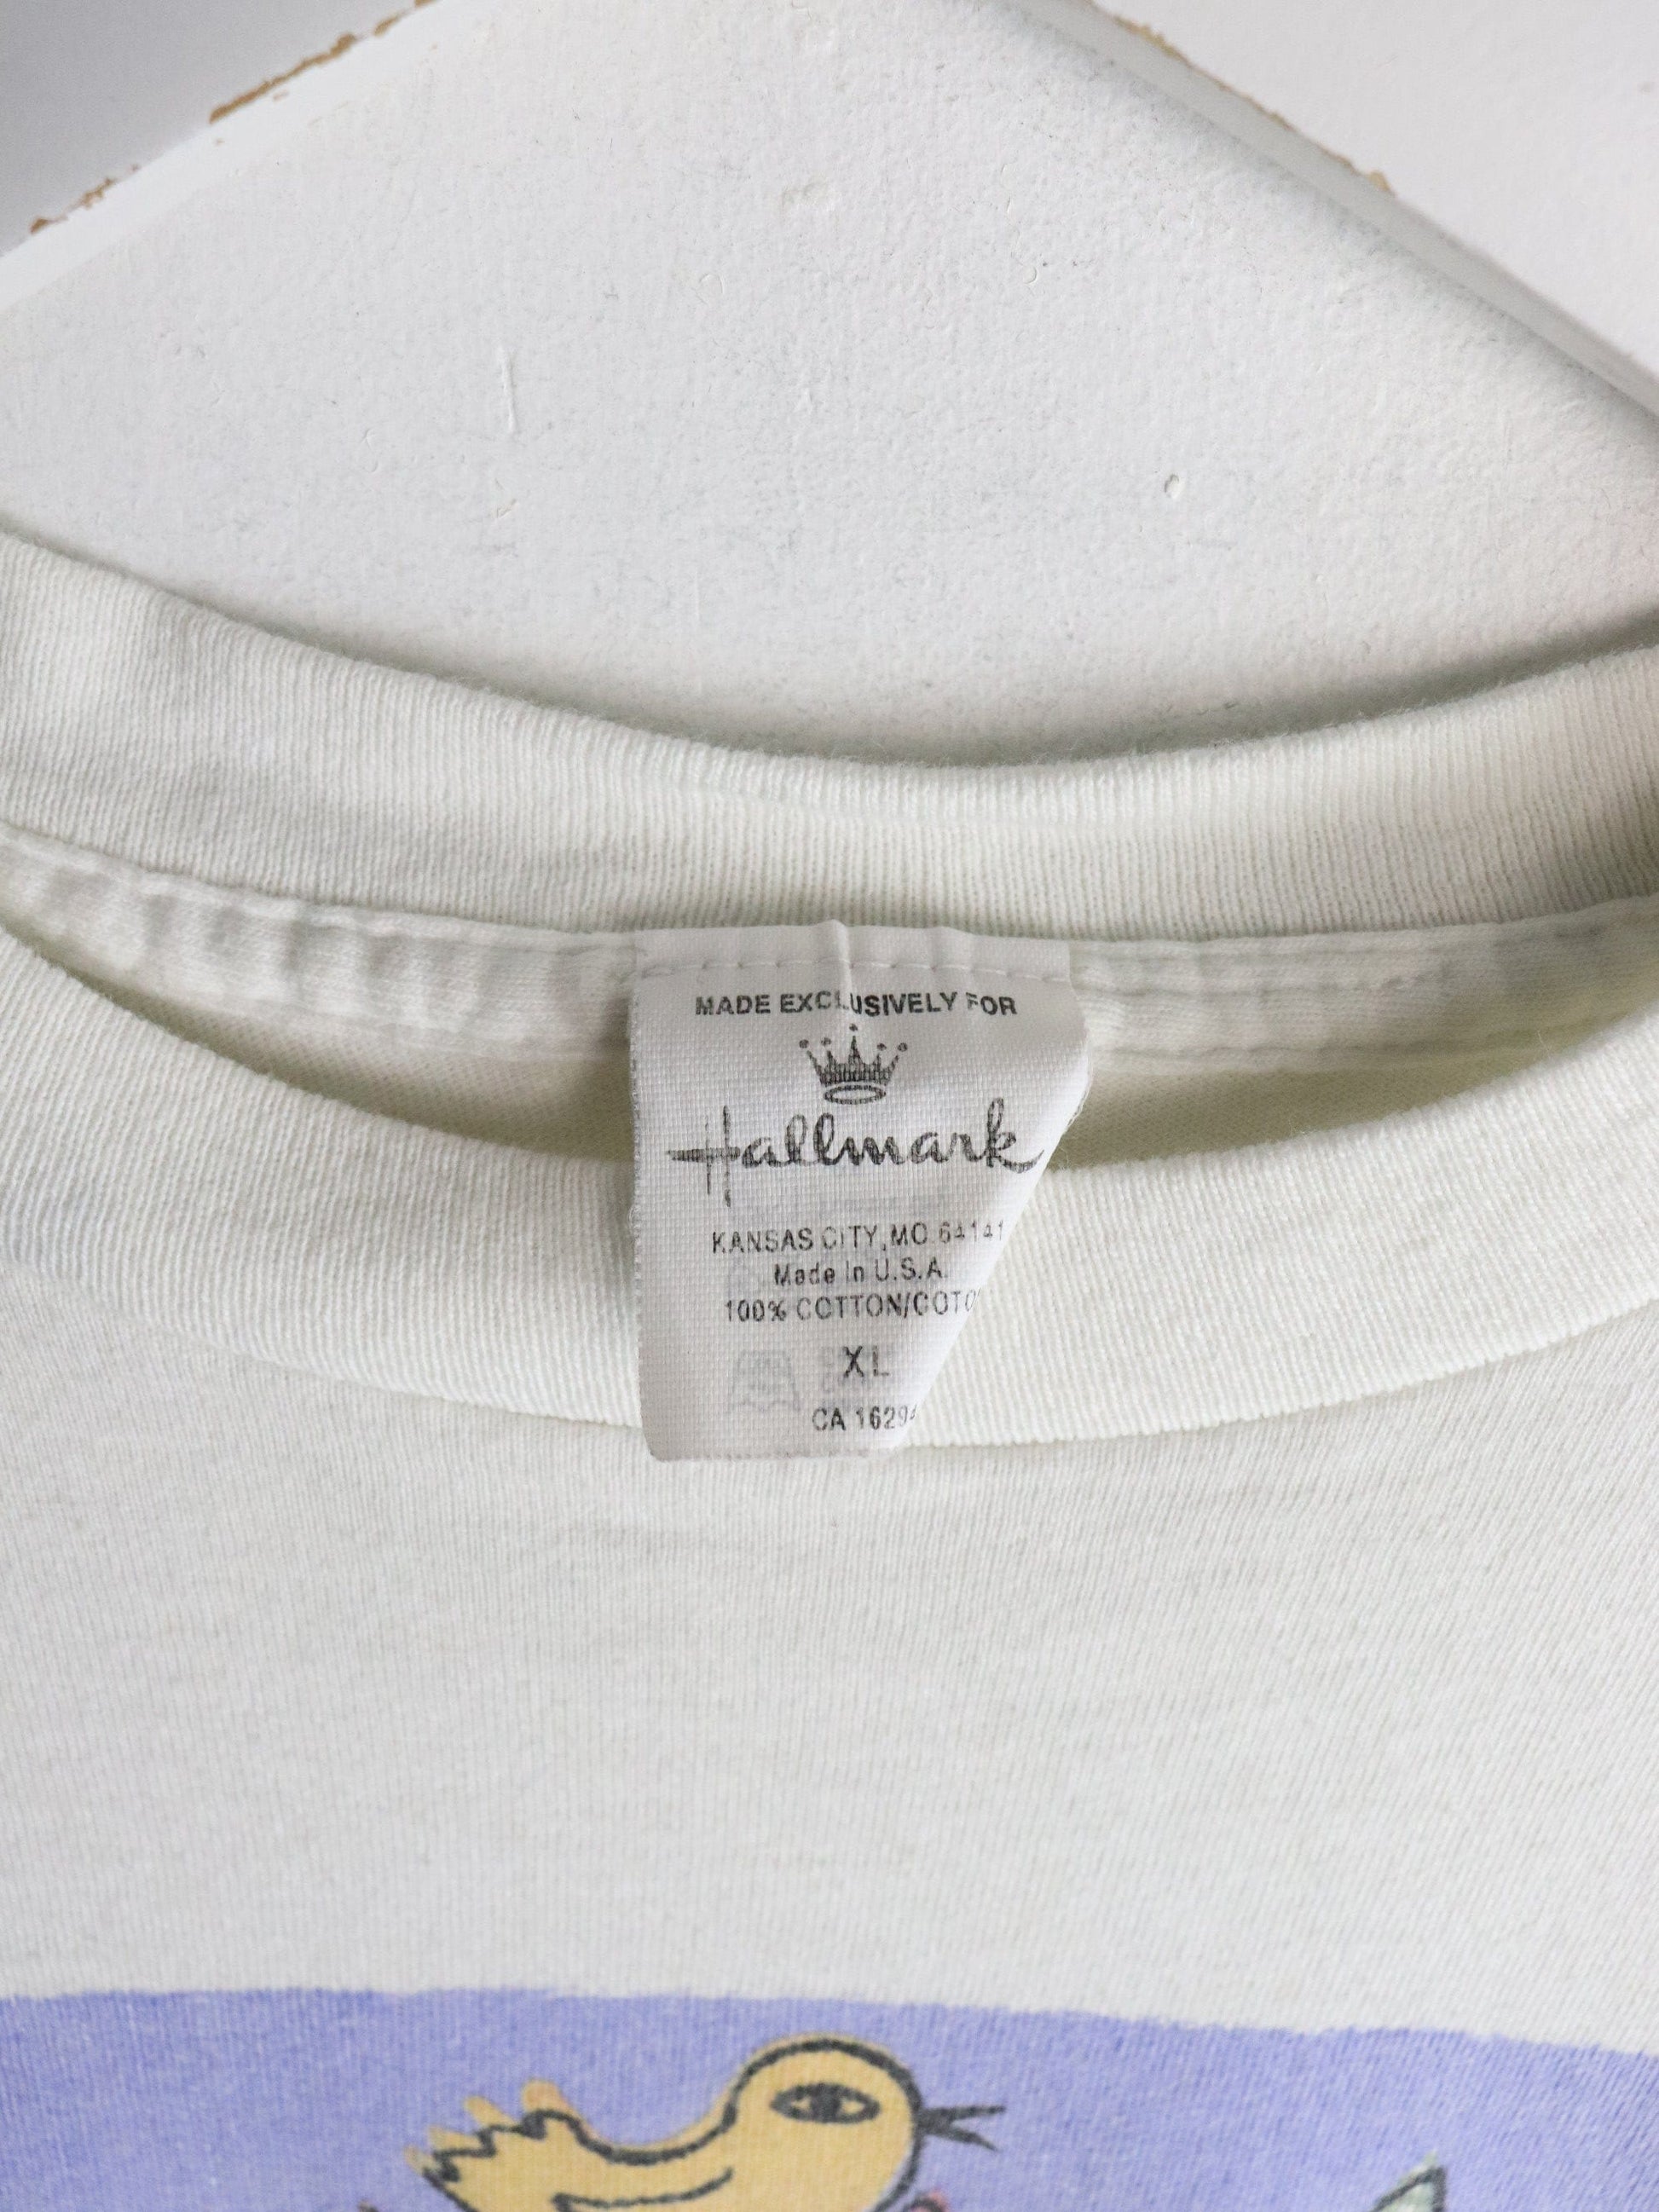 MADE EXCLUSIVELY FOR
Hallmark
KANSAS CITY, MO. 64141
Made In U.S.A.
100% COTTON/COTO
XL
CA 1629